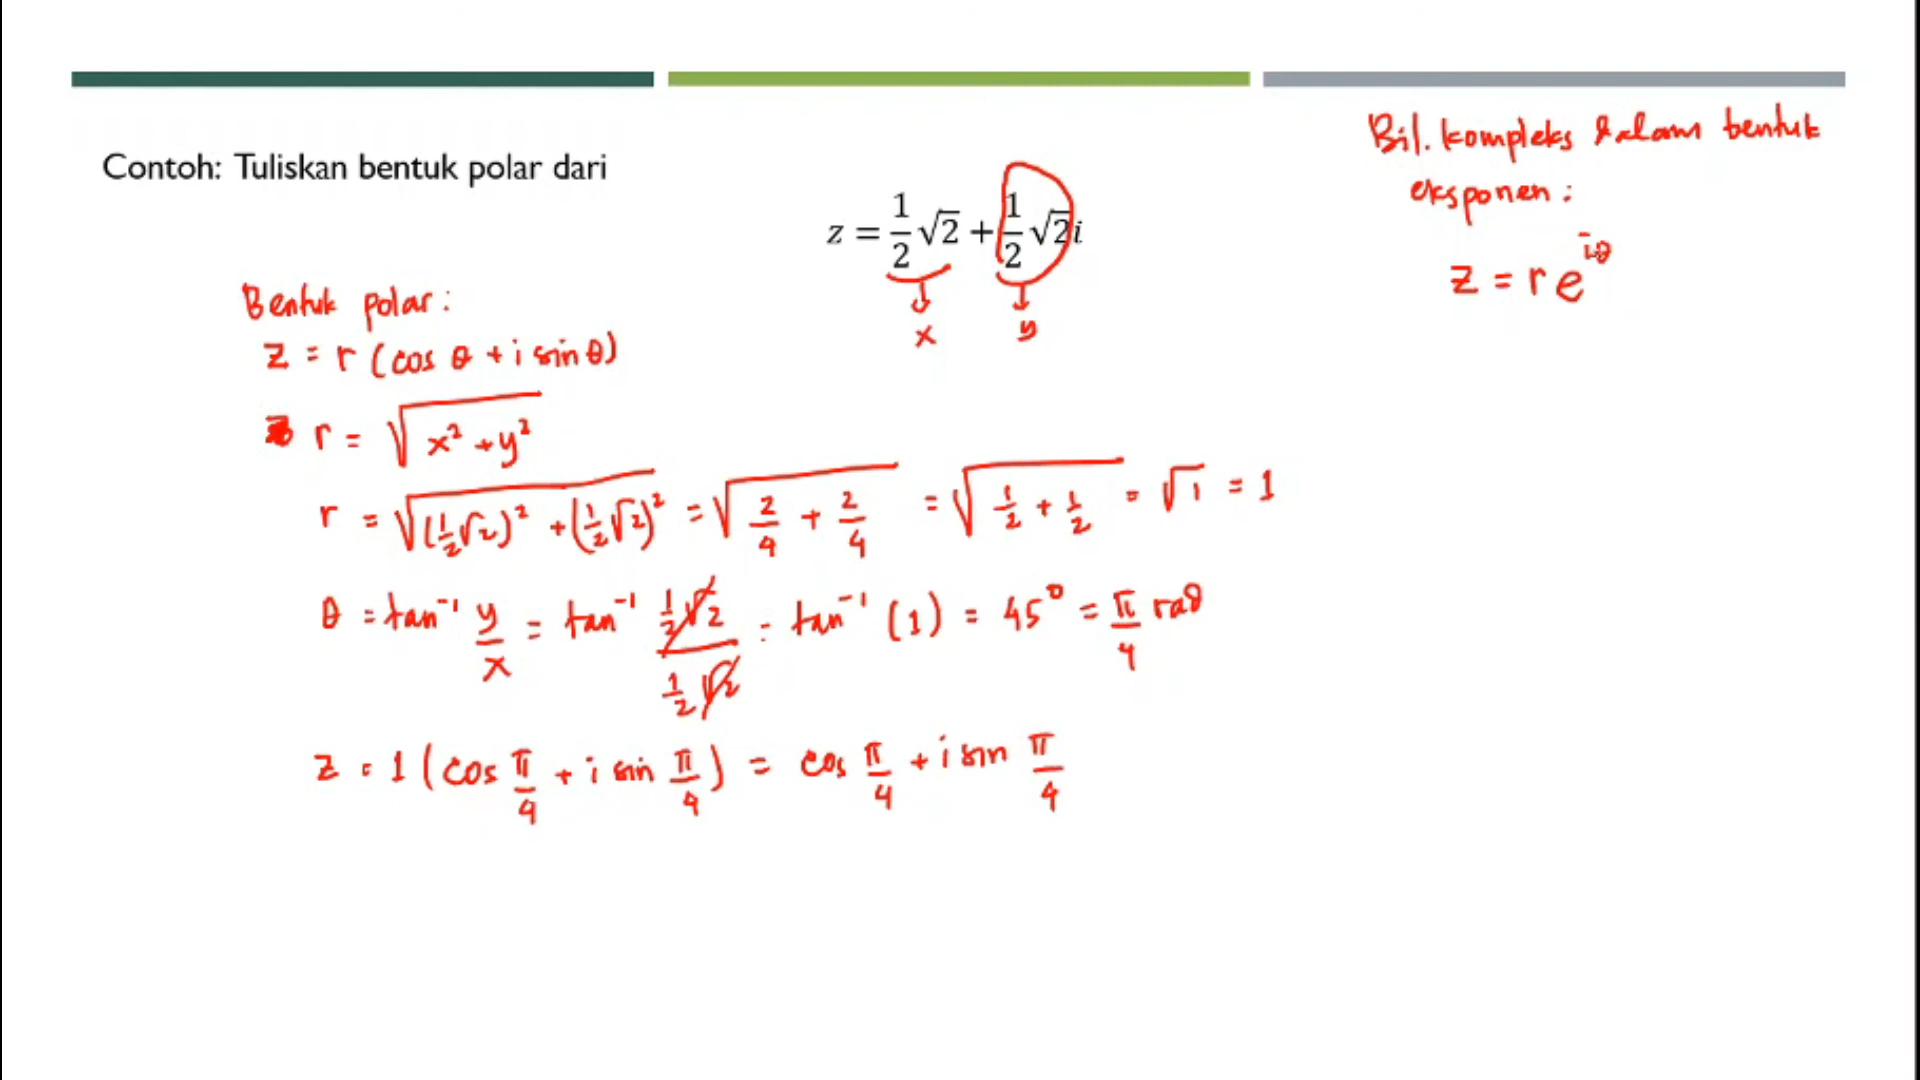 Contoh: Tuliskan bentuk polar dari
z = 1/2 √2 + 1/2 √2 i
x y
Bil. kompleks dalam bentuk
eksponen :
z = r e^{iθ}
Bentuk polar :
z = r (cos θ + i sin θ)
r = √(x² + y²)
r = √((1/2 √2)² + (1/2 √2)²) = √(2/4 + 2/4) = √(1/2 + 1/2) = √1 = 1
θ = tan⁻¹ y/x = tan⁻¹ (1/2 √2)/(1/2 √2) = tan⁻¹ (1) = 45° = π/4 rad
z = 1 (cos π/4 + i sin π/4) = cos π/4 + i sin π/4